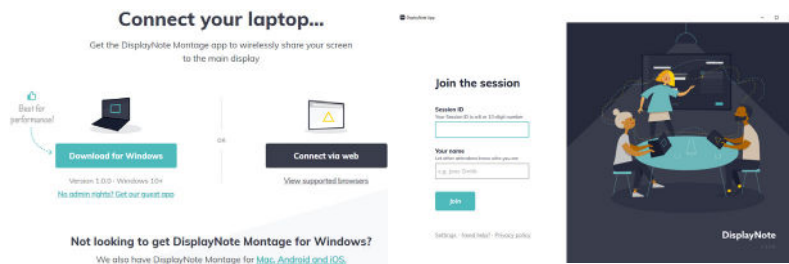 Connect your laptop...
Get the DisplayNote Montage app to wirelessly share your screen
to the main display
Best for
performance!
OR
Download for Windows
Connect via web
Version 1.0.0 - Windows 10+
View supported browsers
No admin rights? Get our guest app
Not looking to get DisplayNote Montage for Windows?
We also have DisplayNote Montage for Mac, Android and iOS.
Join the session
Session ID
Your Session ID is a 8 or 10 digit number
Your name
Let other attendees know who you are
e.g. Jane Smith
Join
Settings - Need help? - Privacy policy
DisplayNote